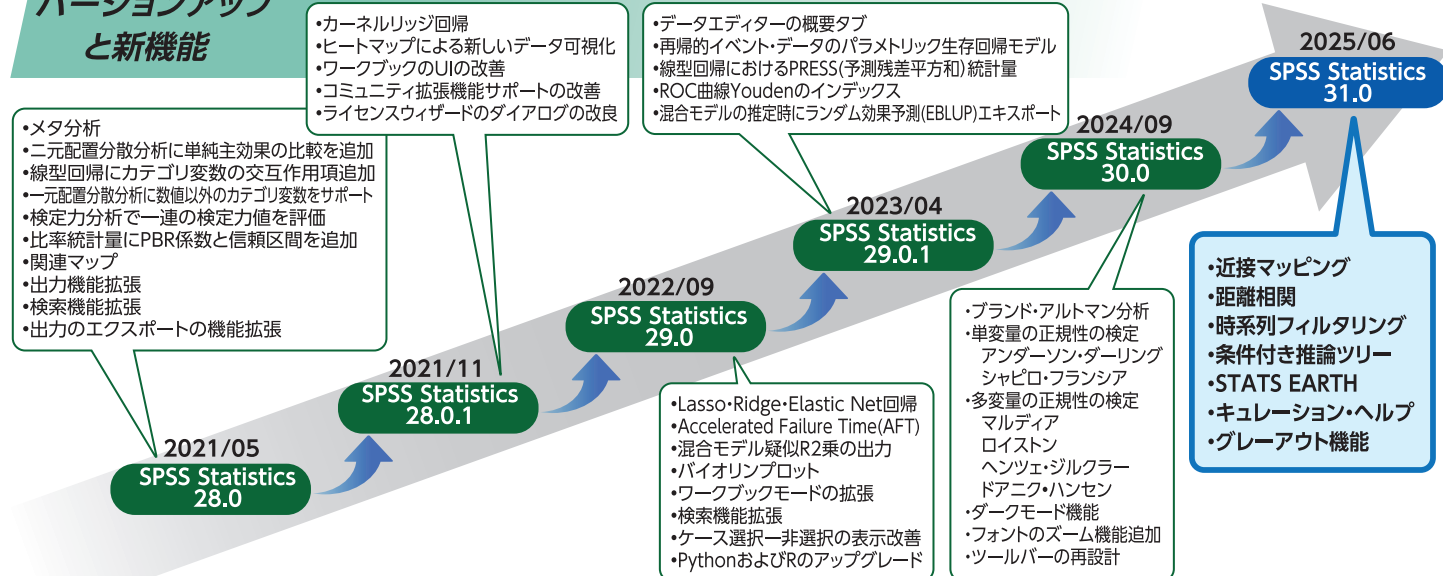 バージョンアップ
と新機能
・メタ分析
・二元配置分散分析に単純主効果の比較を追加
・線型回帰にカテゴリ変数の交互作用項追加
・一元配置分散分析に数値以外のカテゴリ変数をサポート
・検定力分析で一連の検定力値を評価
・比率統計量にPBR係数と信頼区間を追加
・関連マップ
・出力機能拡張
・検索機能拡張
・出力のエクスポートの機能拡張
2021/05
SPSS Statistics
28.0
・カーネルリッジ回帰
・ヒートマップによる新しいデータ可視化
・ワークブックのUIの改善
・コミュニティ拡張機能サポートの改善
・ライセンスウィザードのダイアログの改良
2021/11
SPSS Statistics
28.0.1
2022/09
SPSS Statistics
29.0
・Lasso・Ridge・Elastic Net回帰
・Accelerated Failure Time(AFT)
・混合モデル疑似R2乗の出力
・バイオリンプロット
・ワークブックモードの拡張
・検索機能拡張
・ケース選択ー非選択の表示改善
・PythonおよびRのアップグレード
・データエディターの概要タブ
・再帰的イベント・データのパラメトリック生存回帰モデル
・線型回帰におけるPRESS(予測残差平方和)統計量
・ROC曲線Youdenのインデックス
・混合モデルの推定時にランダム効果予測(EBLUP)エキスポート
2023/04
SPSS Statistics
29.0.1
2024/09
SPSS Statistics
30.0
・ブランド・アルトマン分析
・単変量の正規性の検定
アンダーソン・ダーリング
シャピロ・フランシア
・多変量の正規性の検定
マルディア
ロイストン
ヘンツェ・ジルクラー
ドアニク・ハンセン
・ダークモード機能
・フォントのズーム機能追加
・ツールバーの再設計
2025/06
SPSS Statistics
31.0
・近接マッピング
・距離相関
・時系列フィルタリング
・条件付き推論ツリー
・STATS EARTH
・キュレーション・ヘルプ
・グレーアウト機能